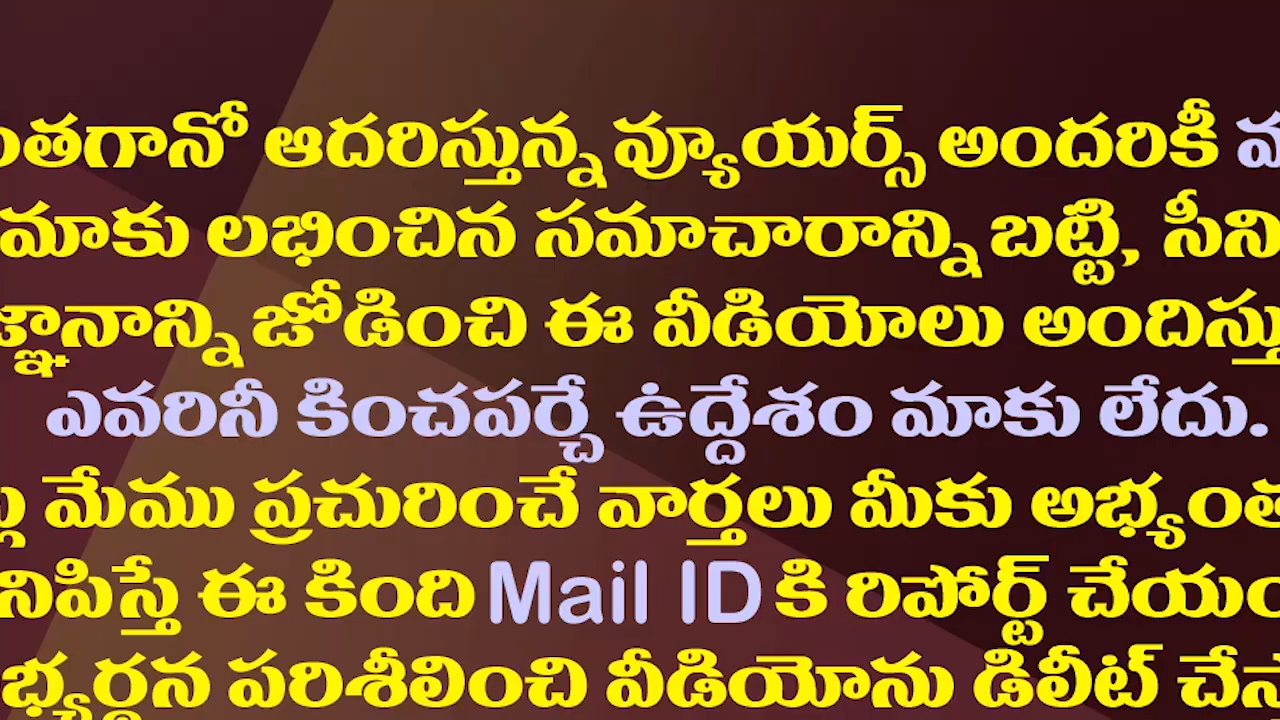 ంతగానో ఆదరిస్తున్న వ్యూయర్స్ అందరికీ
మాకు లభించిన సమాచారాన్ని బట్టి, సీని
జ్ఞానాన్ని జోడించి ఈ వీడియోలు అందిస్తు
ఎవరినీ కించపర్చే ఉద్దేశం మాకు లేదు.
మేము ప్రచురించే వార్తలు మీకు అభ్యంత
నిపిస్తే ఈ కింది Mail ID కి రిపోర్ట్ చేయం
భ్యర్థన పరిశీలించి వీడియోను డిలీట్ చేస